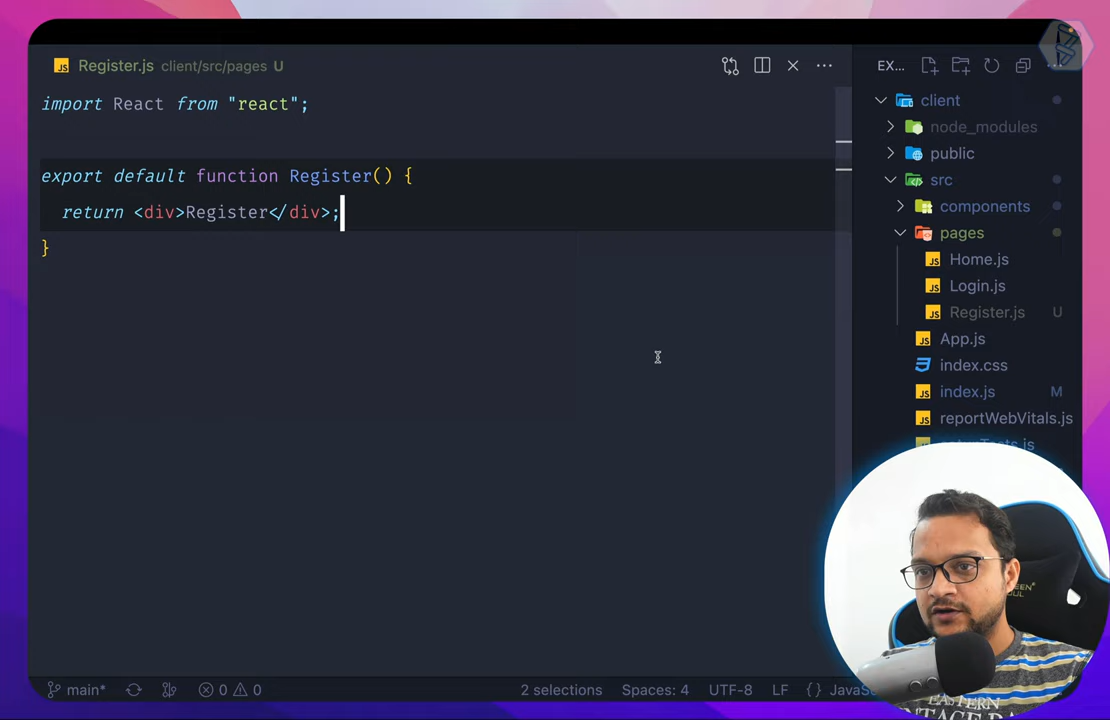 Register.js client/src/pages U
import React from "react";
export default function Register() {
return <div>Register</div>;
}
EX...
client
node_modules
public
src
components
pages
Home.js
Login.js
Register.js U
App.js
index.css
index.js M
reportWebVitals.js
main* 0 0 2 selections Spaces: 4 UTF-8 LF {}
EASTERN